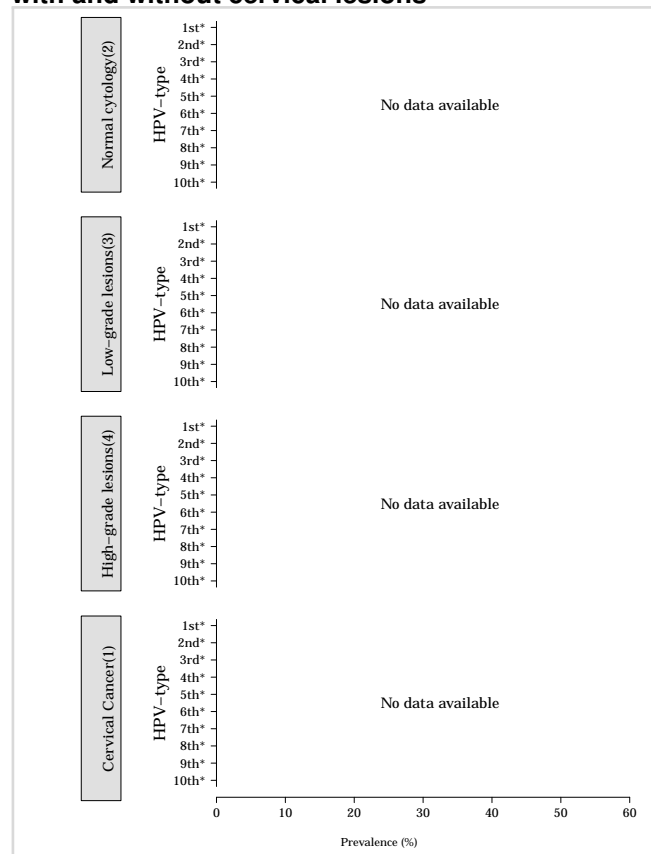 with and without cervical lesions
Normal cytology(2)
HPV−type
1st*
2nd*
3rd*
4th*
5th*
6th*
7th*
8th*
9th*
10th*
No data available
Low−grade lesions(3)
HPV−type
1st*
2nd*
3rd*
4th*
5th*
6th*
7th*
8th*
9th*
10th*
No data available
High−grade lesions(4)
HPV−type
1st*
2nd*
3rd*
4th*
5th*
6th*
7th*
8th*
9th*
10th*
No data available
Cervical Cancer(1)
HPV−type
1st*
2nd*
3rd*
4th*
5th*
6th*
7th*
8th*
9th*
10th*
No data available
0 10 20 30 40 50 60
Prevalence (%)